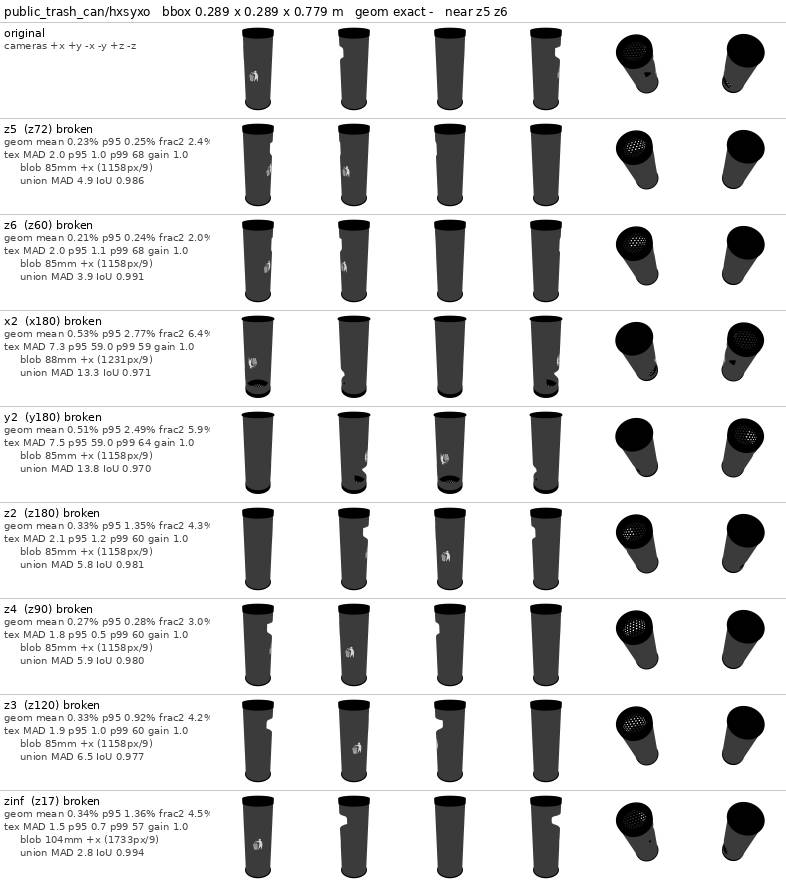 public_trash_can/hxsyxo   bbox 0.289 x 0.289 x 0.779 m   geom exact -   near z5 z6
original
cameras +x +y -x -y +z -z
z5  (z72) broken
geom mean 0.23% p95 0.25% frac2 2.4%
tex MAD 2.0 p95 1.0 p99 68 gain 1.0
blob 85mm +x (1158px/9)
union MAD 4.9 IoU 0.986
z6  (z60) broken
geom mean 0.21% p95 0.24% frac2 2.0%
tex MAD 2.0 p95 1.1 p99 68 gain 1.0
blob 85mm +x (1158px/9)
union MAD 3.9 IoU 0.991
x2  (x180) broken
geom mean 0.53% p95 2.77% frac2 6.4%
tex MAD 7.3 p95 59.0 p99 59 gain 1.0
blob 88mm +x (1231px/9)
union MAD 13.3 IoU 0.971
y2  (y180) broken
geom mean 0.51% p95 2.49% frac2 5.9%
tex MAD 7.5 p95 59.0 p99 64 gain 1.0
blob 85mm +x (1158px/9)
union MAD 13.8 IoU 0.970
z2  (z180) broken
geom mean 0.33% p95 1.35% frac2 4.3%
tex MAD 2.1 p95 1.2 p99 60 gain 1.0
blob 85mm +x (1158px/9)
union MAD 5.8 IoU 0.981
z4  (z90) broken
geom mean 0.27% p95 0.28% frac2 3.0%
tex MAD 1.8 p95 0.5 p99 60 gain 1.0
blob 85mm +x (1158px/9)
union MAD 5.9 IoU 0.980
z3  (z120) broken
geom mean 0.33% p95 0.92% frac2 4.2%
tex MAD 1.9 p95 1.0 p99 60 gain 1.0
blob 85mm +x (1158px/9)
union MAD 6.5 IoU 0.977
zinf  (z17) broken
geom mean 0.34% p95 1.36% frac2 4.5%
tex MAD 1.5 p95 0.7 p99 57 gain 1.0
blob 104mm +x (1733px/9)
union MAD 2.8 IoU 0.994